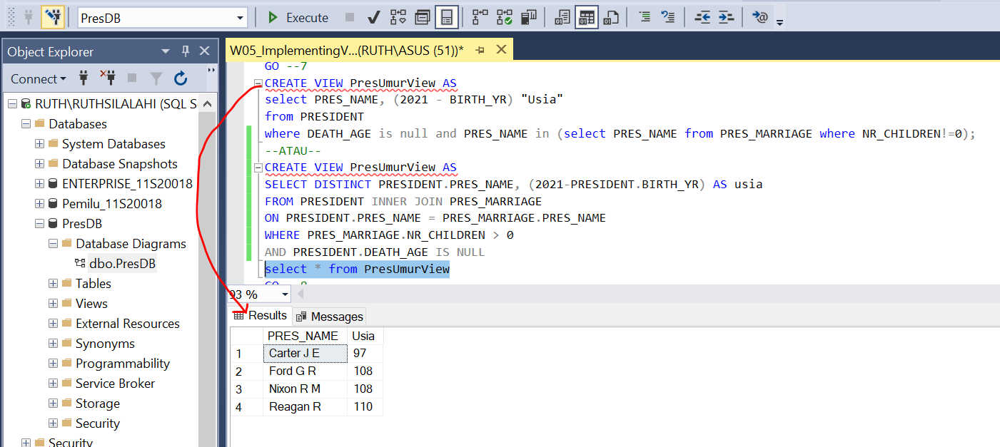 PresDB
Execute
Object Explorer
Connect
RUTH\RUTHSILALAHI (SQL S
Databases
System Databases
Database Snapshots
ENTERPRISE_11S20018
Pemilu_11S20018
PresDB
Database Diagrams
dbo.PresDB
Tables
Views
External Resources
Synonyms
Programmability
Service Broker
Storage
Security
Security
W05_ImplementingV...(RUTH\ASUS (51))*
GO --7
CREATE VIEW PresUmurView AS
select PRES_NAME, (2021 - BIRTH_YR) "Usia"
from PRESIDENT
where DEATH_AGE is null and PRES_NAME in (select PRES_NAME from PRES_MARRIAGE where NR_CHILDREN!=0);
--ATAU--
CREATE VIEW PresUmurView AS
SELECT DISTINCT PRESIDENT.PRES_NAME, (2021-PRESIDENT.BIRTH_YR) AS usia
FROM PRESIDENT INNER JOIN PRES_MARRIAGE
ON PRESIDENT.PRES_NAME = PRES_MARRIAGE.PRES_NAME
WHERE PRES_MARRIAGE.NR_CHILDREN > 0
AND PRESIDENT.DEATH_AGE IS NULL
select * from PresUmurView
GO --8
93 %
Results Messages
PRES_NAME Usia
1 Carter J E 97
2 Ford G R 108
3 Nixon R M 108
4 Reagan R 110